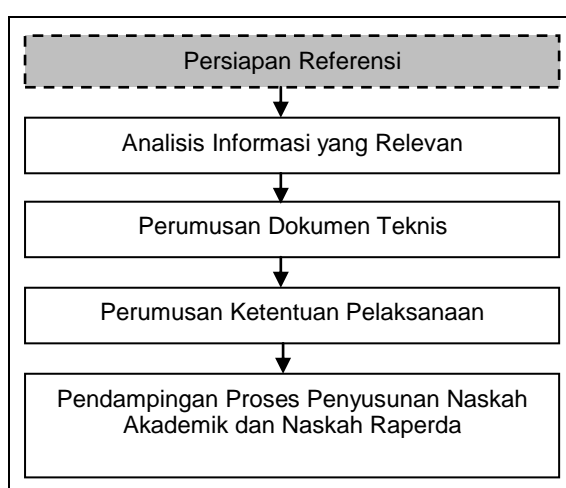 Persiapan Referensi
Analisis Informasi yang Relevan
Perumusan Dokumen Teknis
Perumusan Ketentuan Pelaksanaan
Pendampingan Proses Penyusunan Naskah
Akademik dan Naskah Raperda